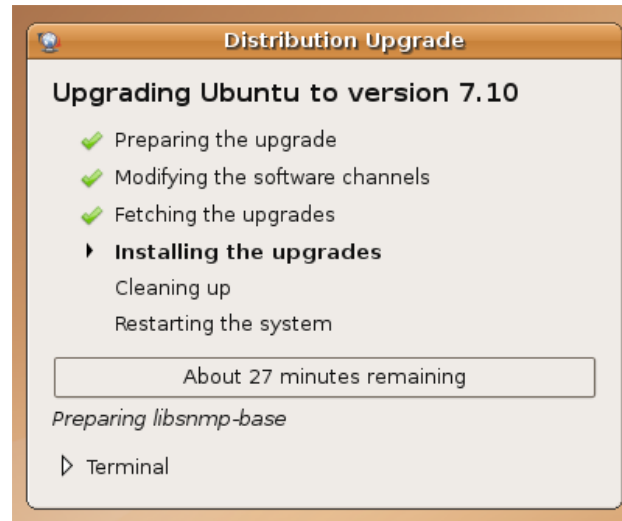 Distribution Upgrade
Upgrading Ubuntu to version 7.10
Preparing the upgrade
Modifying the software channels
Fetching the upgrades
Installing the upgrades
Cleaning up
Restarting the system
About 27 minutes remaining
Preparing libsnmp-base
Terminal